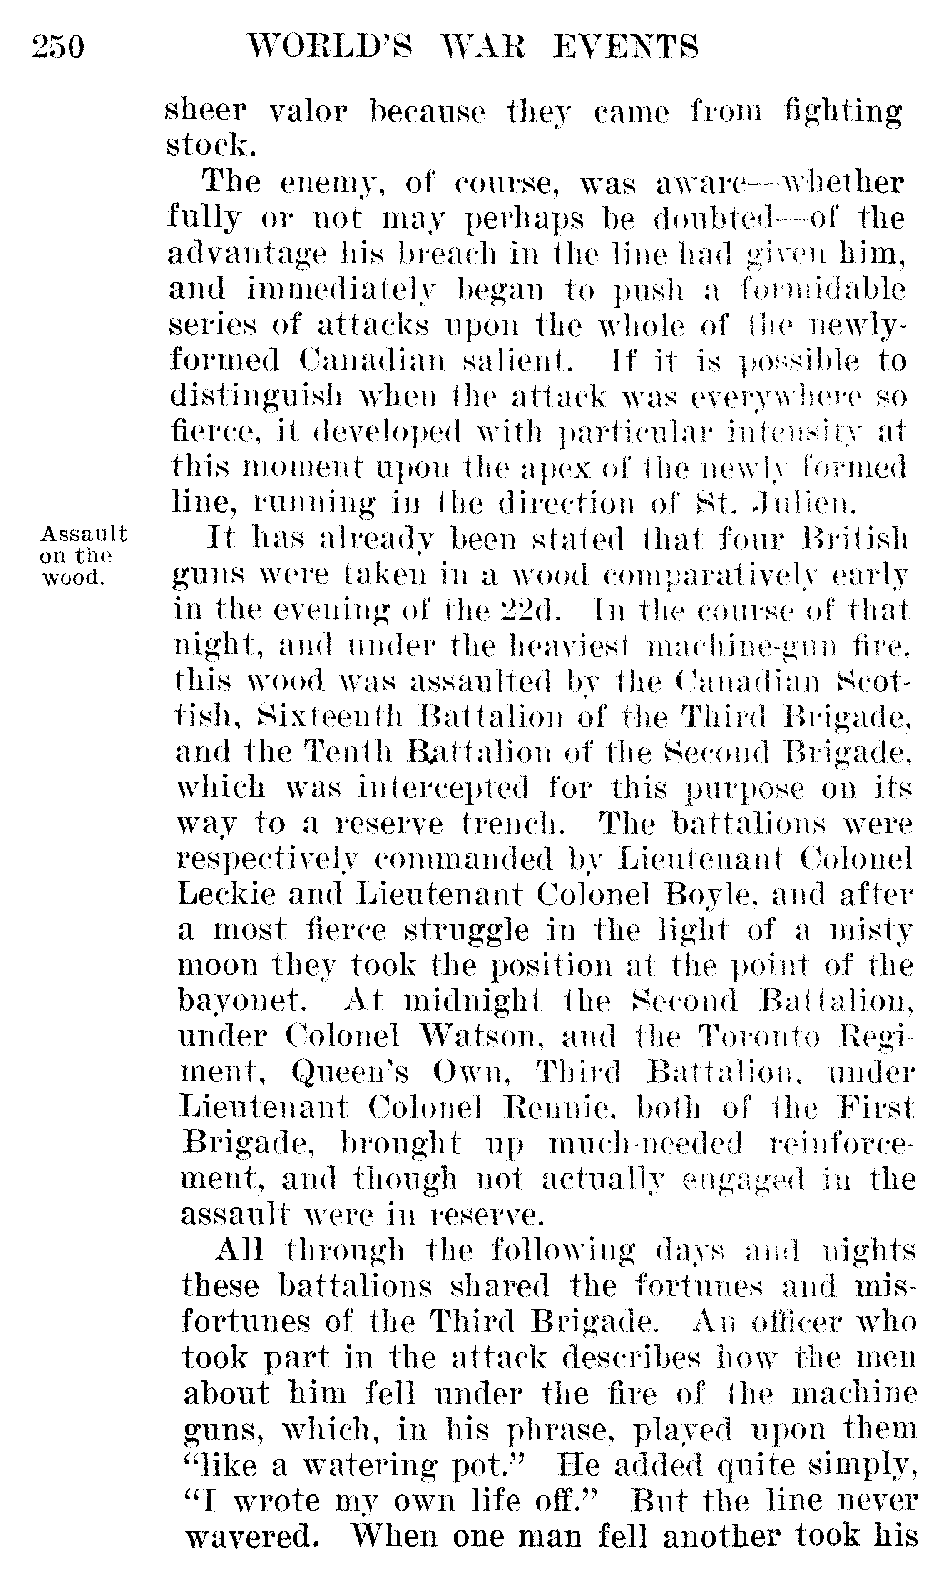 250 WORLD'S WAR EVENTS
sheer valor because they came from fighting
stock.
The enemy, of course, was aware—whether
fully or not may perhaps be doubted—of the
advantage his breach in the line had given him,
and immediately began to push a formidable
series of attacks upon the whole of the newly-
formed Canadian salient. If it is possible to
distinguish when the attack was everywhere so
fierce, it developed with particular intensity at
this moment upon the apex of the newly formed
line, running in the direction of St. Julien.
Assault
on the
wood.
It has already been stated that four British
guns were taken in a wood comparatively early
in the evening of the 22d. In the course of that
night, and under the heaviest machine-gun fire,
this wood was assaulted by the Canadian Scot-
tish, Sixteenth Battalion of the Third Brigade,
and the Tenth Battalion of the Second Brigade,
which was intercepted for this purpose on its
way to a reserve trench. The battalions were
respectively commanded by Lieutenant Colonel
Leckie and Lieutenant Colonel Boyle, and after
a most fierce struggle in the light of a misty
moon they took the position at the point of the
bayonet. At midnight the Second Battalion,
under Colonel Watson, and the Toronto Regi-
ment, Queen's Own, Third Battalion, under
Lieutenant Colonel Rennie, both of the First
Brigade, brought up much-needed reinforce-
ment, and though not actually engaged in the
assault were in reserve.
All through the following days and nights
these battalions shared the fortunes and mis-
fortunes of the Third Brigade. An officer who
took part in the attack describes how the men
about him fell under the fire of the machine
guns, which, in his phrase, played upon them
"like a watering pot." He added quite simply,
"I wrote my own life off." But the line never
wavered. When one man fell another took his